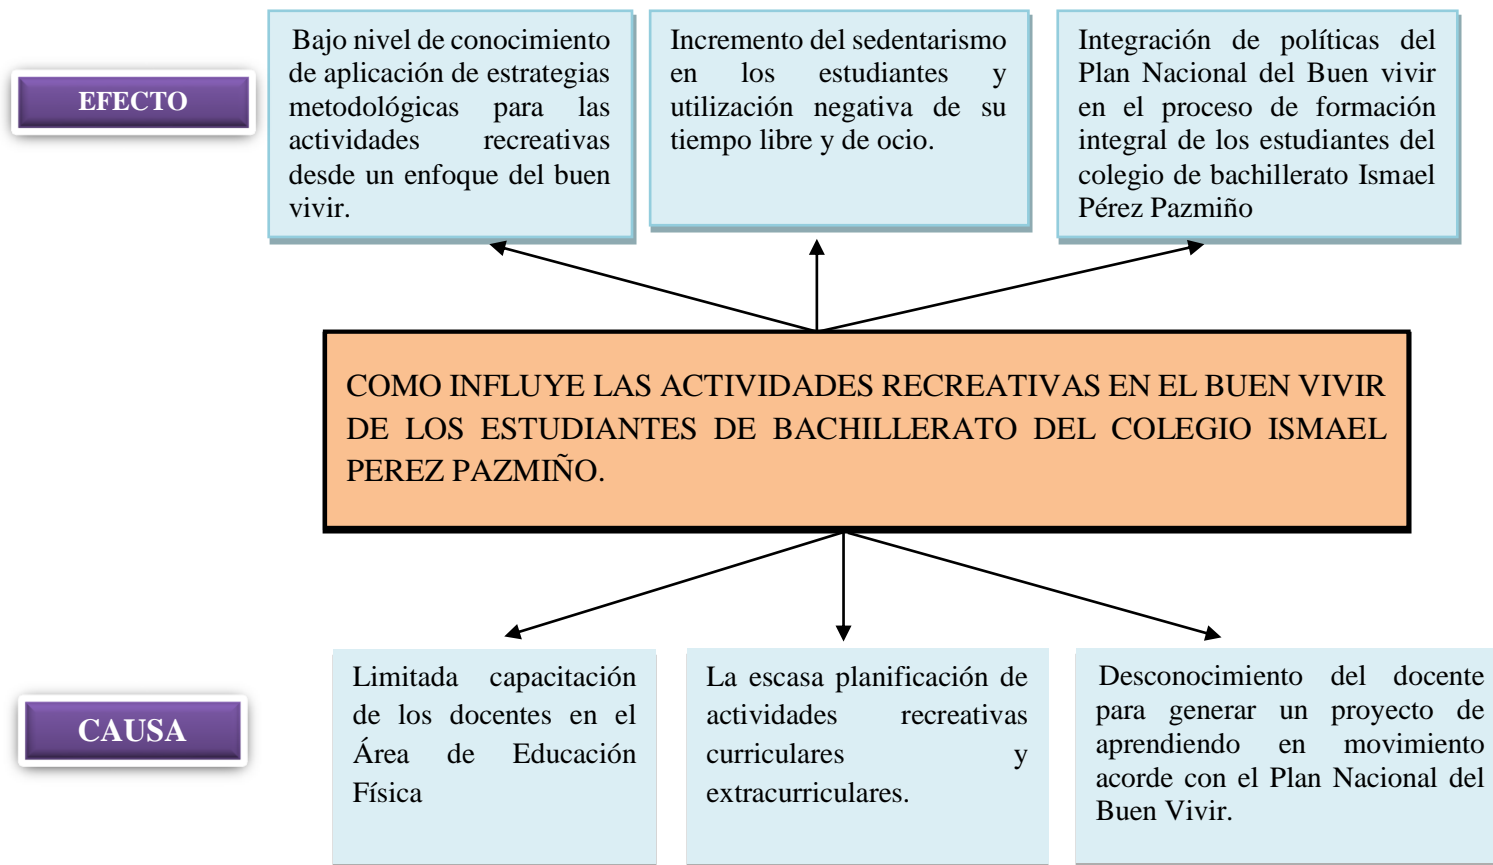 EFECTO
Bajo nivel de conocimiento
de aplicación de estrategias
metodológicas para las
actividades recreativas
desde un enfoque del buen
vivir.
Incremento del sedentarismo
en los estudiantes y
utilización negativa de su
tiempo libre y de ocio.
Integración de políticas del
Plan Nacional del Buen vivir
en el proceso de formación
integral de los estudiantes del
colegio de bachillerato Ismael
Pérez Pazmiño
COMO INFLUYE LAS ACTIVIDADES RECREATIVAS EN EL BUEN VIVIR
DE LOS ESTUDIANTES DE BACHILLERATO DEL COLEGIO ISMAEL
PEREZ PAZMIÑO.
CAUSA
Limitada capacitación
de los docentes en el
Área de Educación
Física
La escasa planificación de
actividades recreativas
curriculares y
extracurriculares.
Desconocimiento del docente
para generar un proyecto de
aprendiendo en movimiento
acorde con el Plan Nacional del
Buen Vivir.